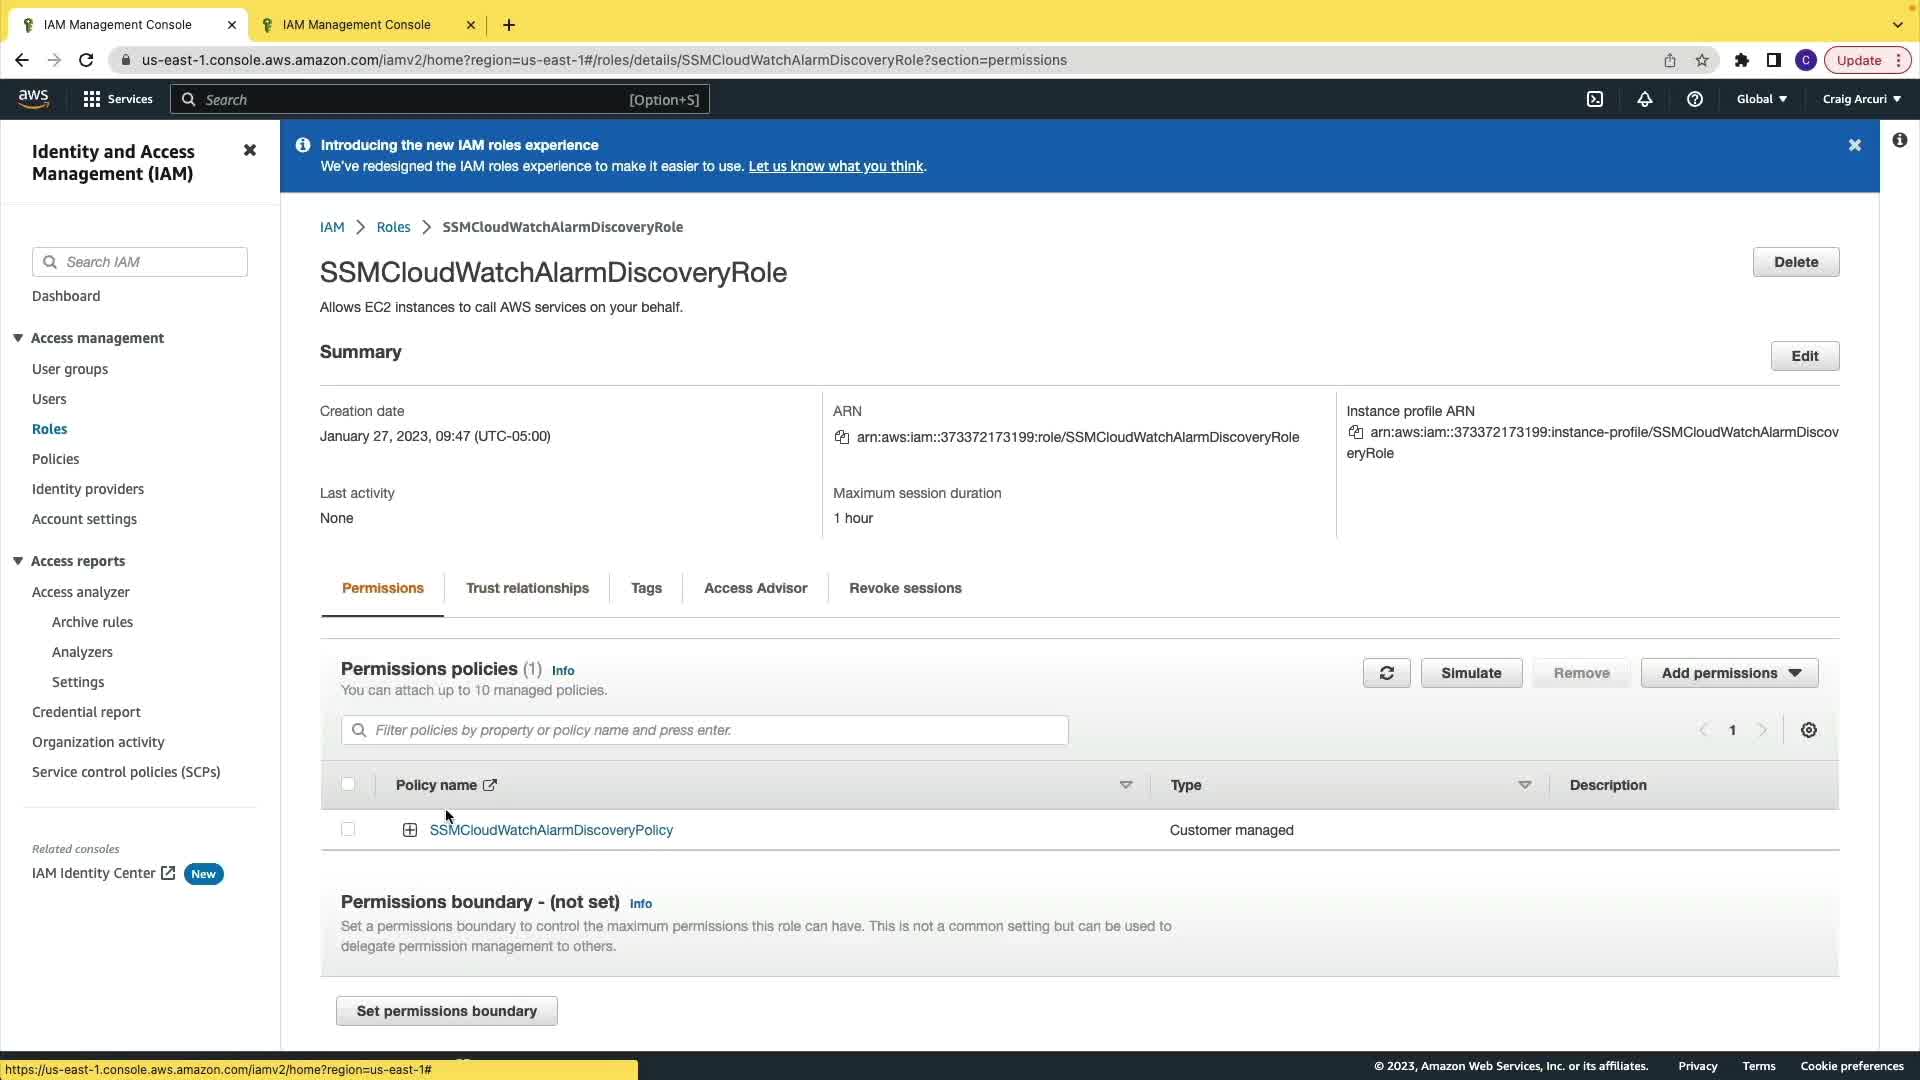 IAM Management Console
IAM Management Console
us-east-1.console.aws.amazon.com/iamv2/home?region=us-east-1#/roles/details/SSMCloudWatchAlarmDiscoveryRole?section=permissions
C
Update
aws
Services
Search
[Option+S]
Global
Craig Arcuri
Identity and Access
Management (IAM)
Search IAM
Dashboard
Access management
User groups
Users
Roles
Policies
Identity providers
Account settings
Access reports
Access analyzer
Archive rules
Analyzers
Settings
Credential report
Organization activity
Service control policies (SCPs)
Related consoles
IAM Identity Center New
Introducing the new IAM roles experience
We've redesigned the IAM roles experience to make it easier to use. Let us know what you think.
IAM > Roles > SSMCloudWatchAlarmDiscoveryRole
SSMCloudWatchAlarmDiscoveryRole
Delete
Allows EC2 instances to call AWS services on your behalf.
Summary
Edit
Creation date
January 27, 2023, 09:47 (UTC-05:00)
ARN
arn:aws:iam::373372173199:role/SSMCloudWatchAlarmDiscoveryRole
Instance profile ARN
arn:aws:iam::373372173199:instance-profile/SSMCloudWatchAlarmDiscov
eryRole
Last activity
None
Maximum session duration
1 hour
Permissions
Trust relationships
Tags
Access Advisor
Revoke sessions
Permissions policies (1) Info
You can attach up to 10 managed policies.
Simulate
Remove
Add permissions
Filter policies by property or policy name and press enter.
1
Policy name
Type
Description
SSMCloudWatchAlarmDiscoveryPolicy
Customer managed
Permissions boundary - (not set) Info
Set a permissions boundary to control the maximum permissions this role can have. This is not a common setting but can be used to
delegate permission management to others.
Set permissions boundary
https://us-east-1.console.aws.amazon.com/iamv2/home?region=us-east-1#
© 2023, Amazon Web Services, Inc. or its affiliates.
Privacy
Terms
Cookie preferences